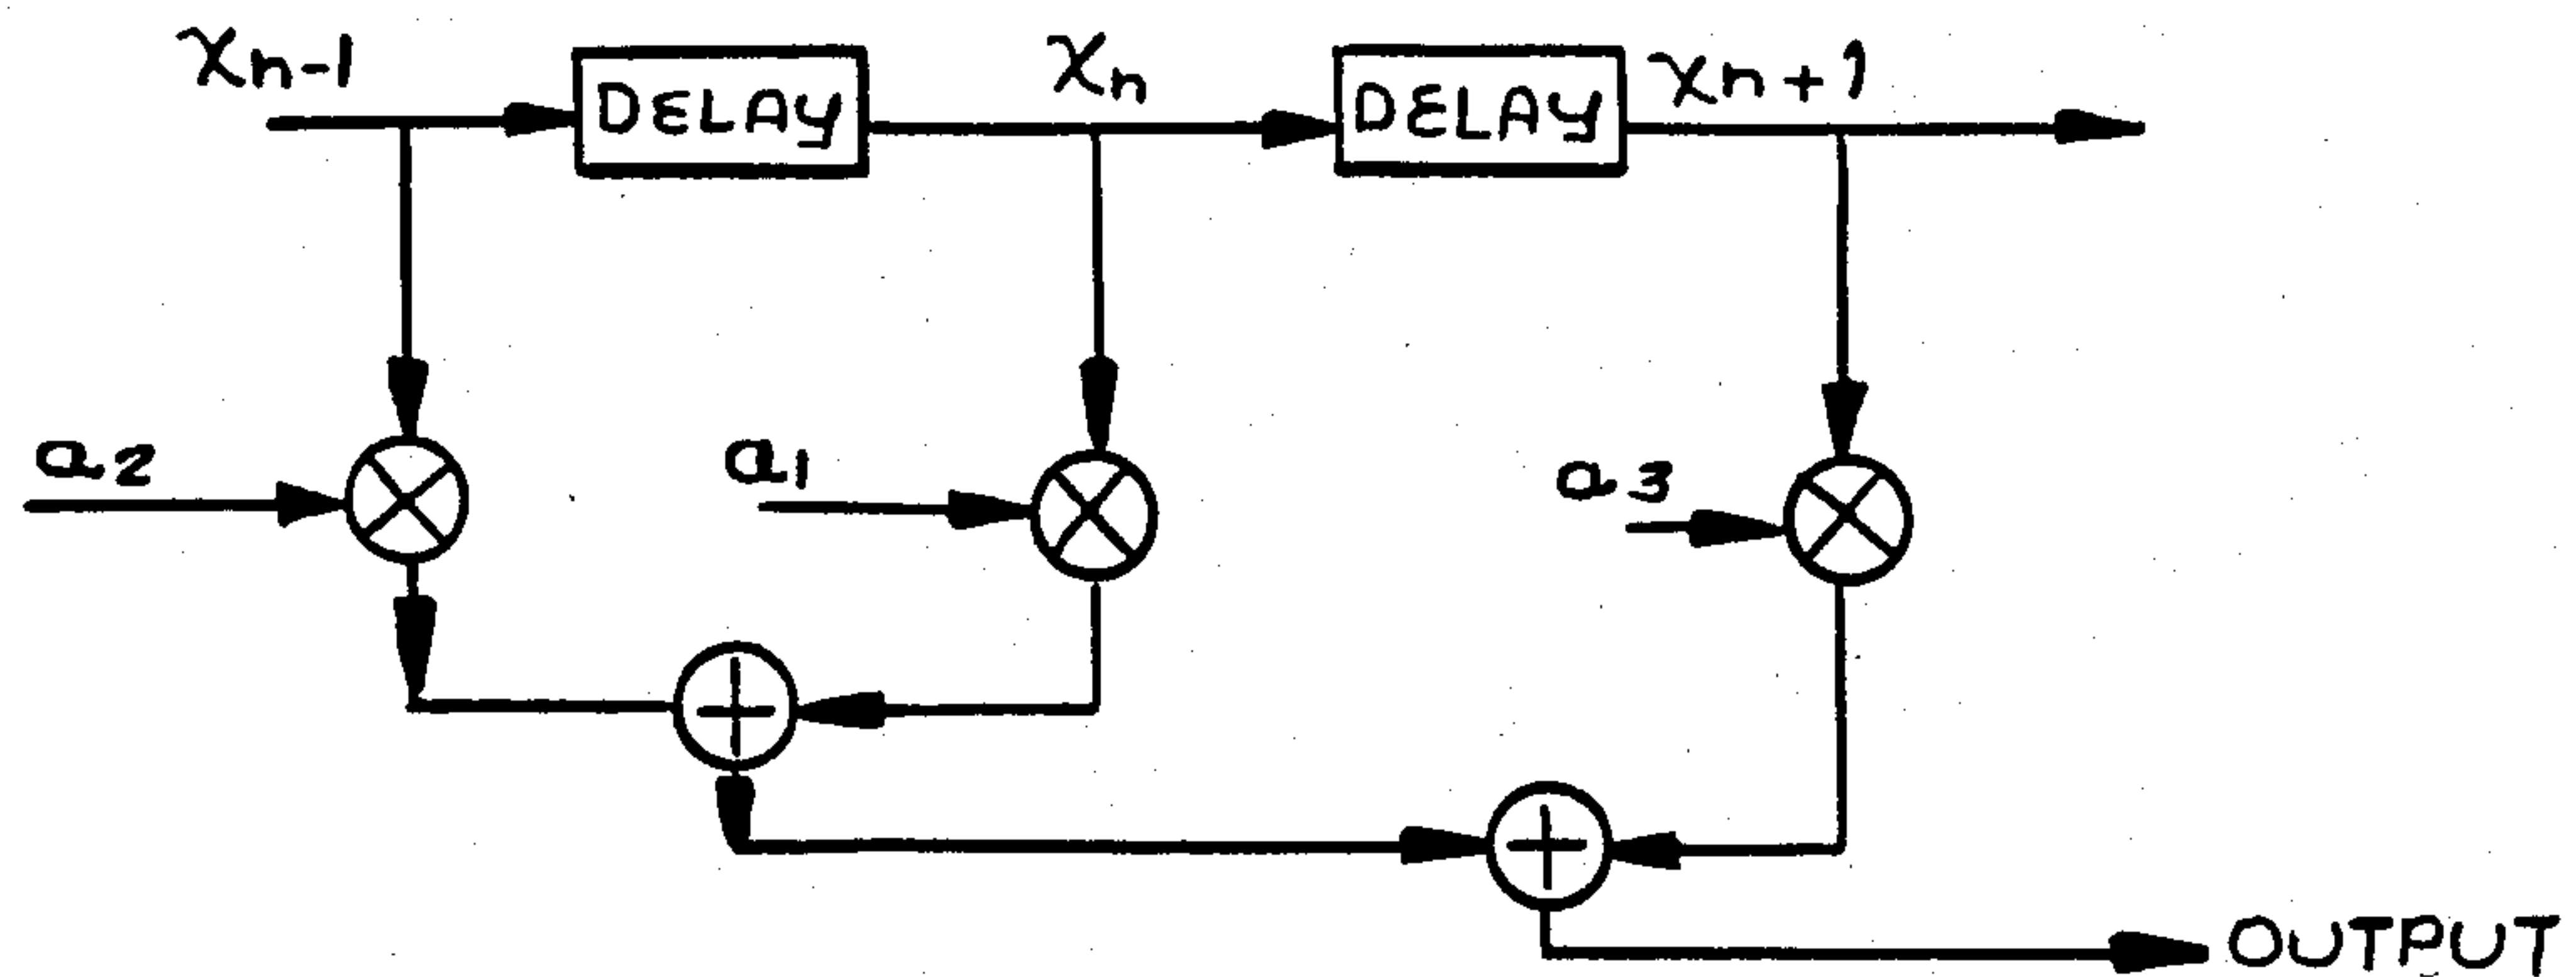 xn-1
DELAY
xn
DELAY
xn+1
a2
a1
a3
OUTPUT